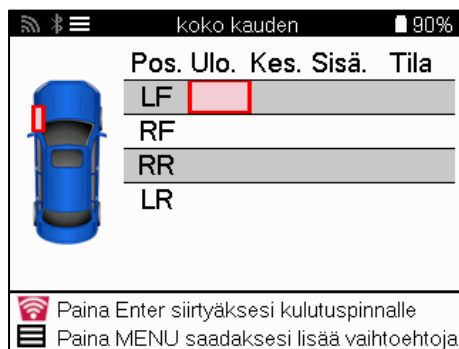 koko kauden 90%
Pos. Ulo. Kes. Sisä. Tila
LF
RF
RR
LR
Paina Enter siirtyäksesi kulutuspinnalle
Paina MENU saadaksesi lisää vaihtoehtoja